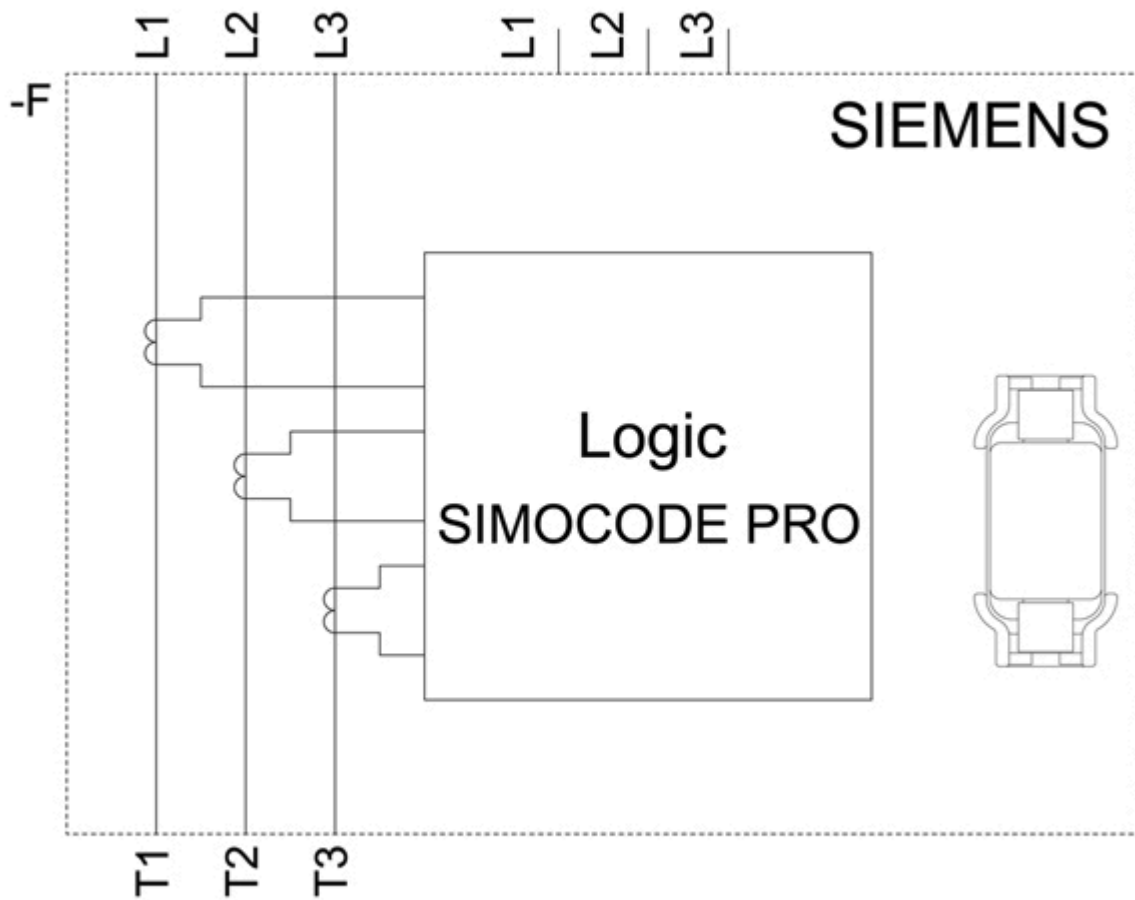 L1 L2 L3 L1 L2 L3
-F
SIEMENS
Logic
SIMOCODE PRO
T1 T2 T3